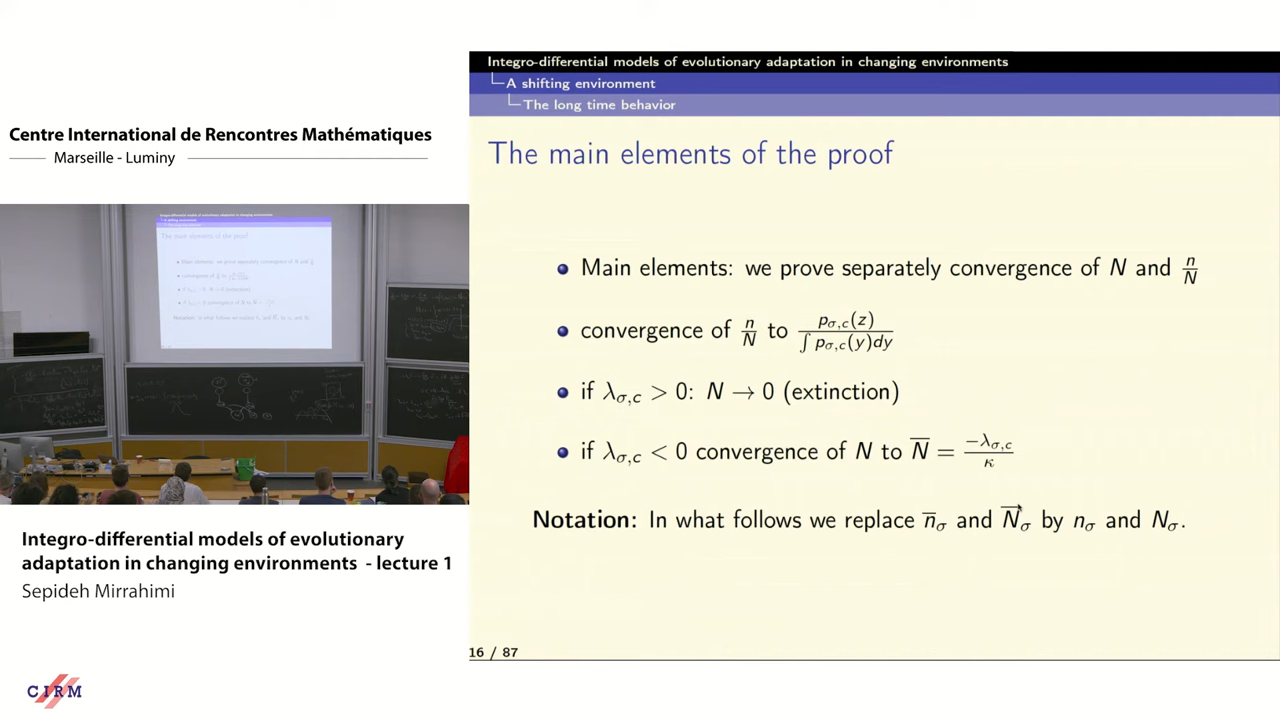 Centre International de Rencontres Mathématiques
Marseille - Luminy
Integro-differential models of evolutionary
adaptation in changing environments - lecture 1
Sepideh Mirrahimi
CIRM
Integro-differential models of evolutionary adaptation in changing environments
A shifting environment
The long time behavior
The main elements of the proof
Main elements: we prove separately convergence of N and n/N
convergence of n/N to p_{σ,c}(z) / ∫ p_{σ,c}(y)dy
if λ_{σ,c} > 0: N → 0 (extinction)
if λ_{σ,c} < 0 convergence of N to N̅ = −λ_{σ,c}/κ
Notation: In what follows we replace n̅_σ and N̅_σ by n_σ and N_σ.
16 / 87